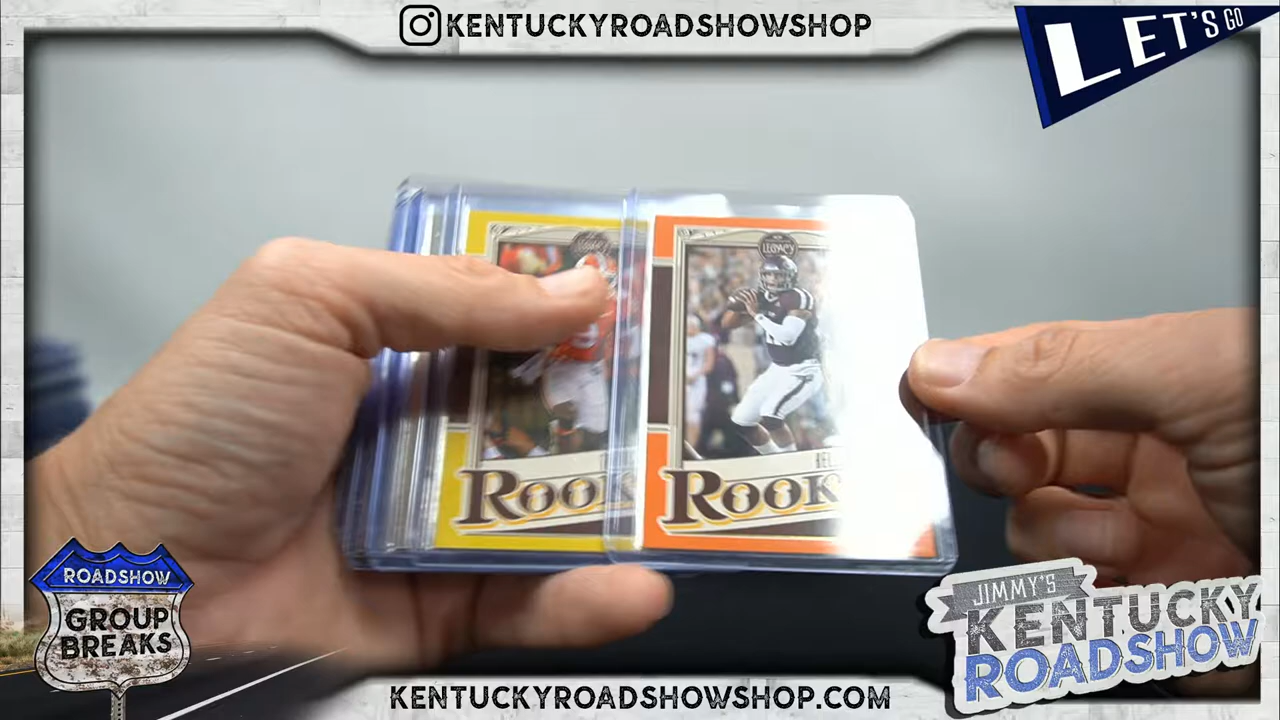 KENTUCKYROADSHOWSHOP
LET'S GO
LEGACY
ROOK
ROOK
ROADSHOW
GROUP
BREAKS
JIMMY'S
KENTUCKY
ROADSHOW
KENTUCKYROADSHOWSHOP.COM